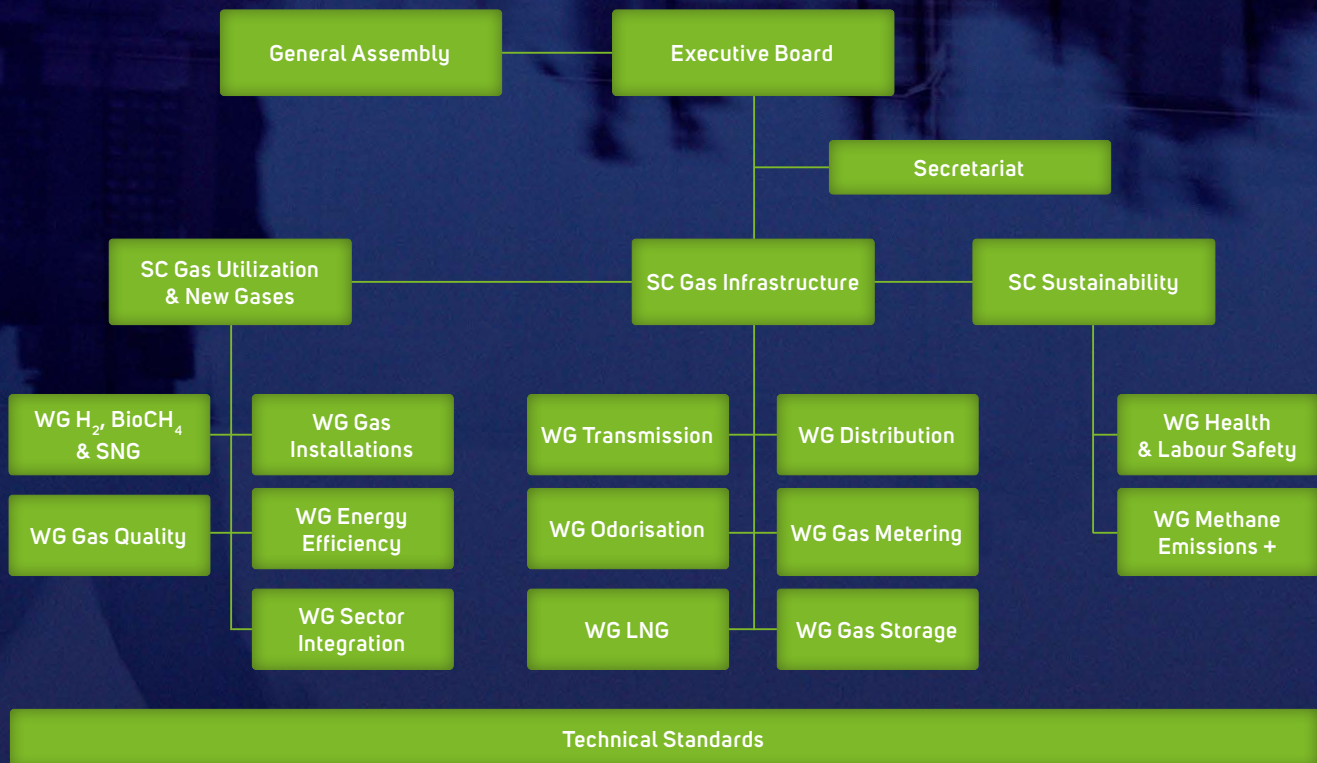 General Assembly
Executive Board
Secretariat
SC Gas Utilization
& New Gases
SC Gas Infrastructure
SC Sustainability
WG H₂, BioCH₄
& SNG
WG Gas
Installations
WG Transmission
WG Distribution
WG Health
& Labour Safety
WG Gas Quality
WG Energy
Efficiency
WG Odorisation
WG Gas Metering
WG Methane
Emissions +
WG Sector
Integration
WG LNG
WG Gas Storage
Technical Standards